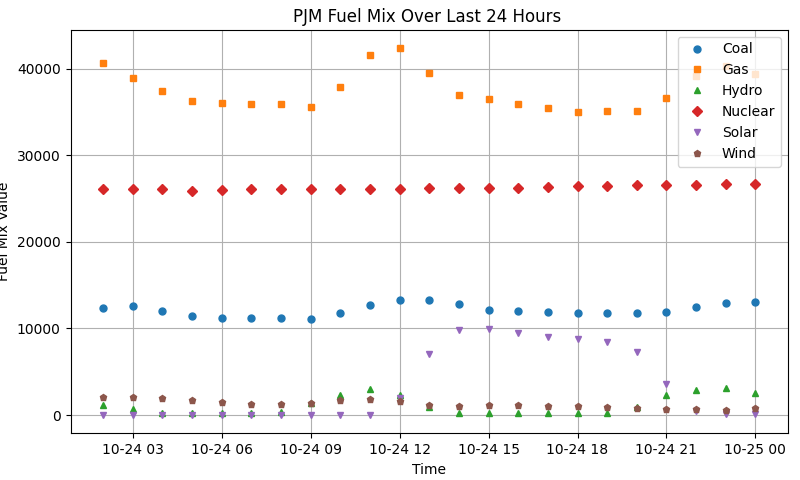 PJM Fuel Mix Over Last 24 Hours
Fuel Mix Value
40000
30000
20000
10000
0
Coal
Gas
Hydro
Nuclear
Solar
Wind
10-24 03
10-24 06
10-24 09
10-24 12
10-24 15
10-24 18
10-24 21
10-25 00
Time